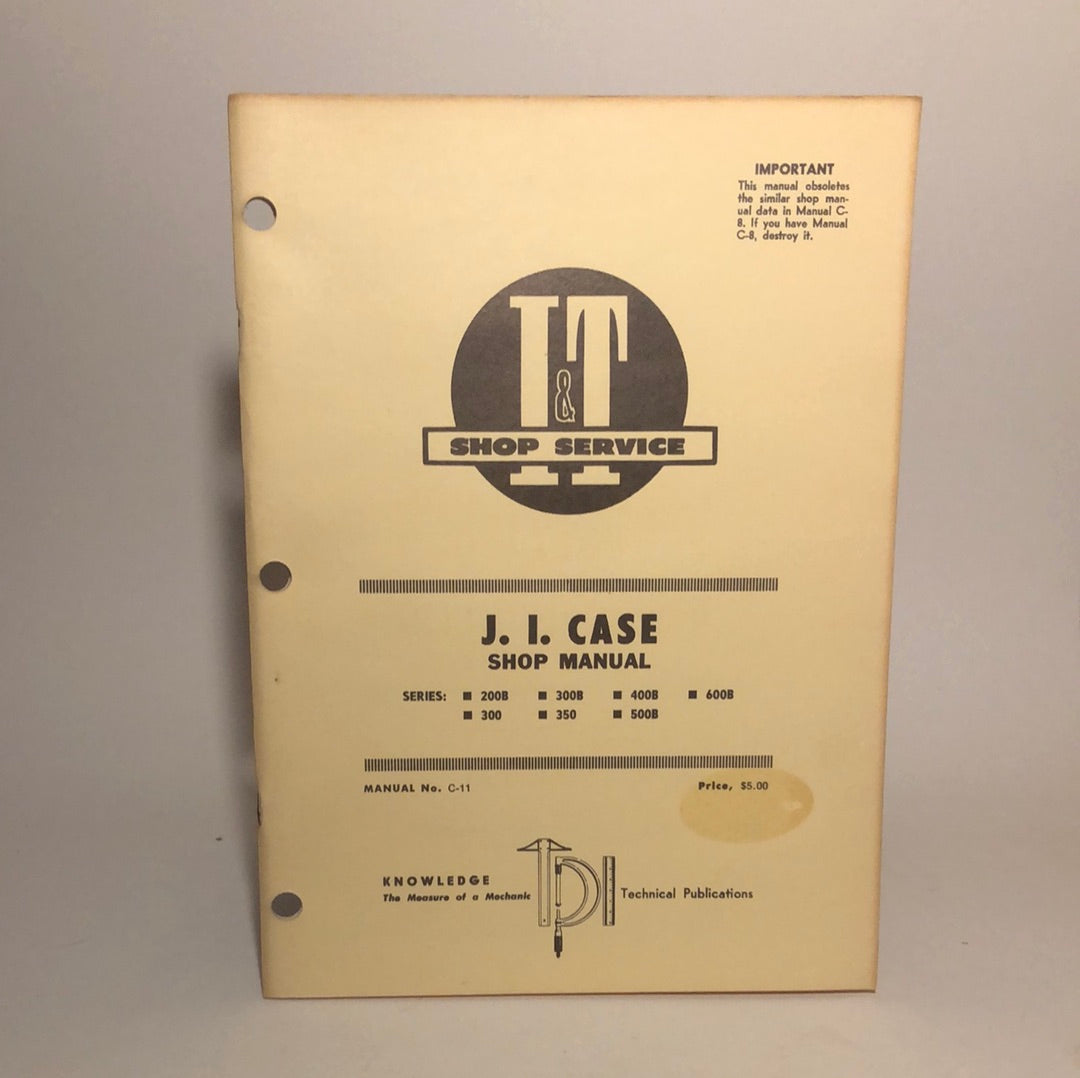 IMPORTANT
This manual obsoletes
the similar shop man-
ual data in Manual C-
8. If you have Manual
C-8, destroy it.
I&T
SHOP SERVICE
J. I. CASE
SHOP MANUAL
SERIES: ■ 200B ■ 300B ■ 400B ■ 600B
■ 300 ■ 350 ■ 500B
MANUAL No. C-11 Price, $5.00
KNOWLEDGE
The Measure of a Mechanic
TPI
Technical Publications